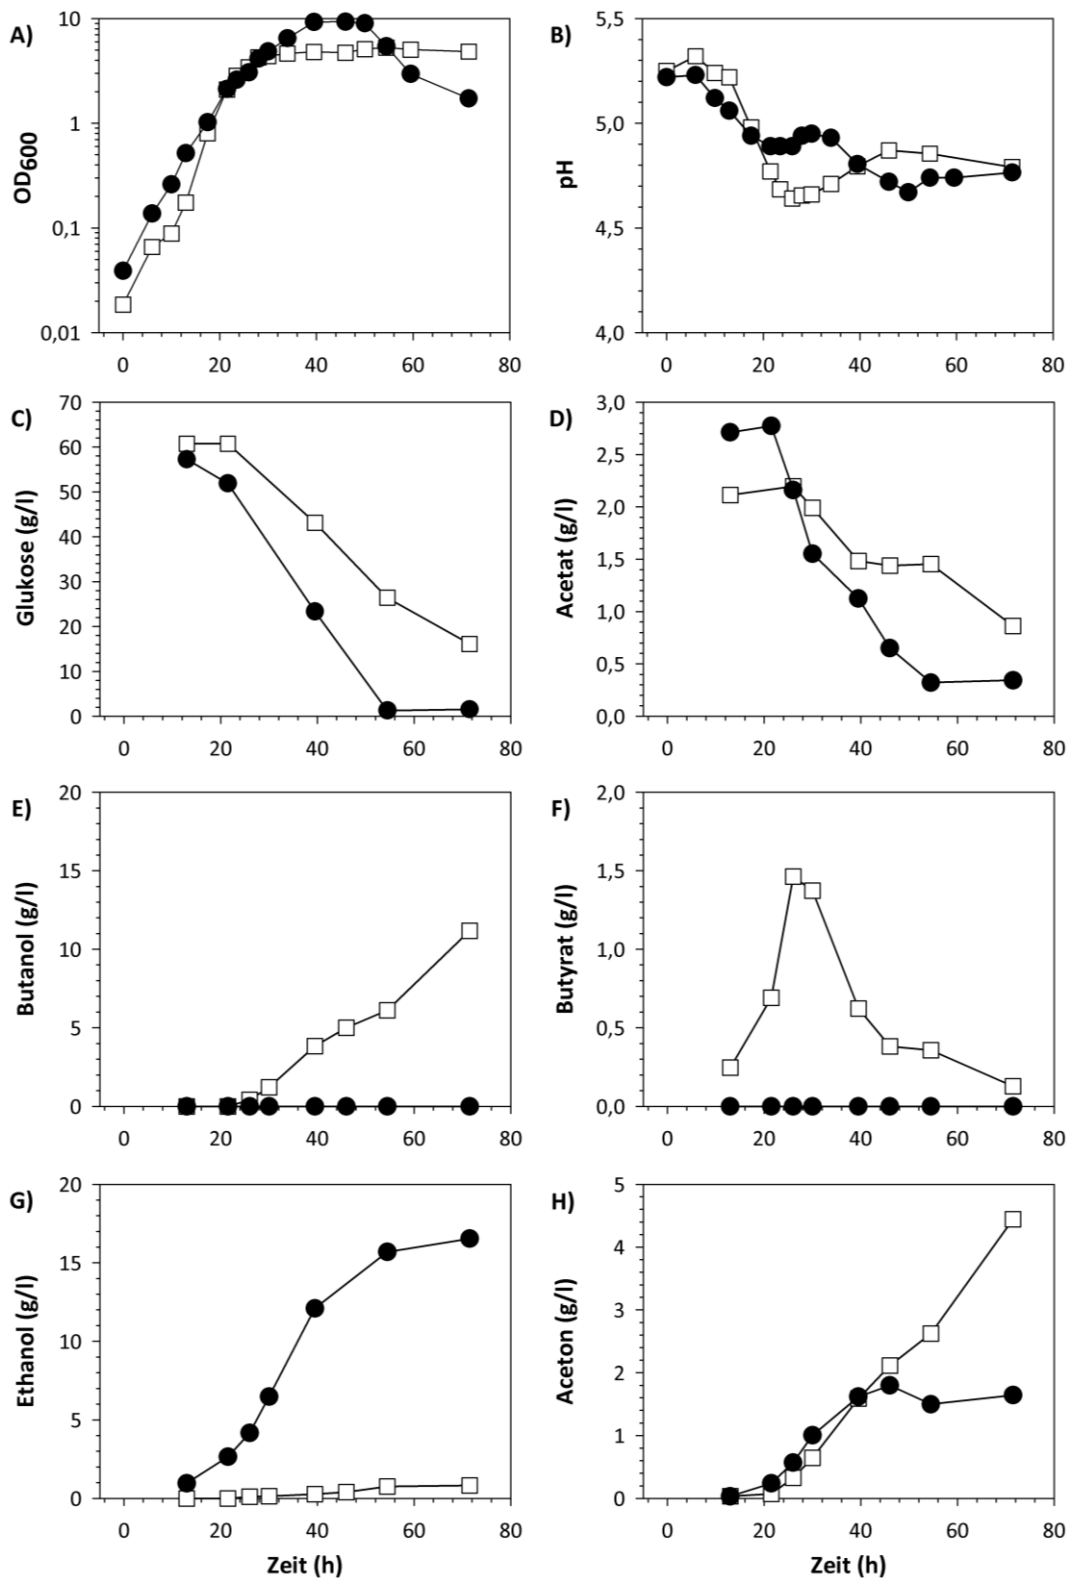 A)
10
1
0,1
0,01
OD600
0 20 40 60 80
B)
5,5
5,0
4,5
4,0
pH
0 20 40 60 80
C)
70
60
50
40
30
20
10
0
Glukose (g/l)
0 20 40 60 80
D)
3,0
2,5
2,0
1,5
1,0
0,5
0,0
Acetat (g/l)
0 20 40 60 80
E)
20
15
10
5
0
Butanol (g/l)
0 20 40 60 80
F)
2,0
1,5
1,0
0,5
0,0
Butyrat (g/l)
0 20 40 60 80
G)
20
15
10
5
0
Ethanol (g/l)
0 20 40 60 80
Zeit (h)
H)
5
4
3
2
1
0
Aceton (g/l)
0 20 40 60 80
Zeit (h)